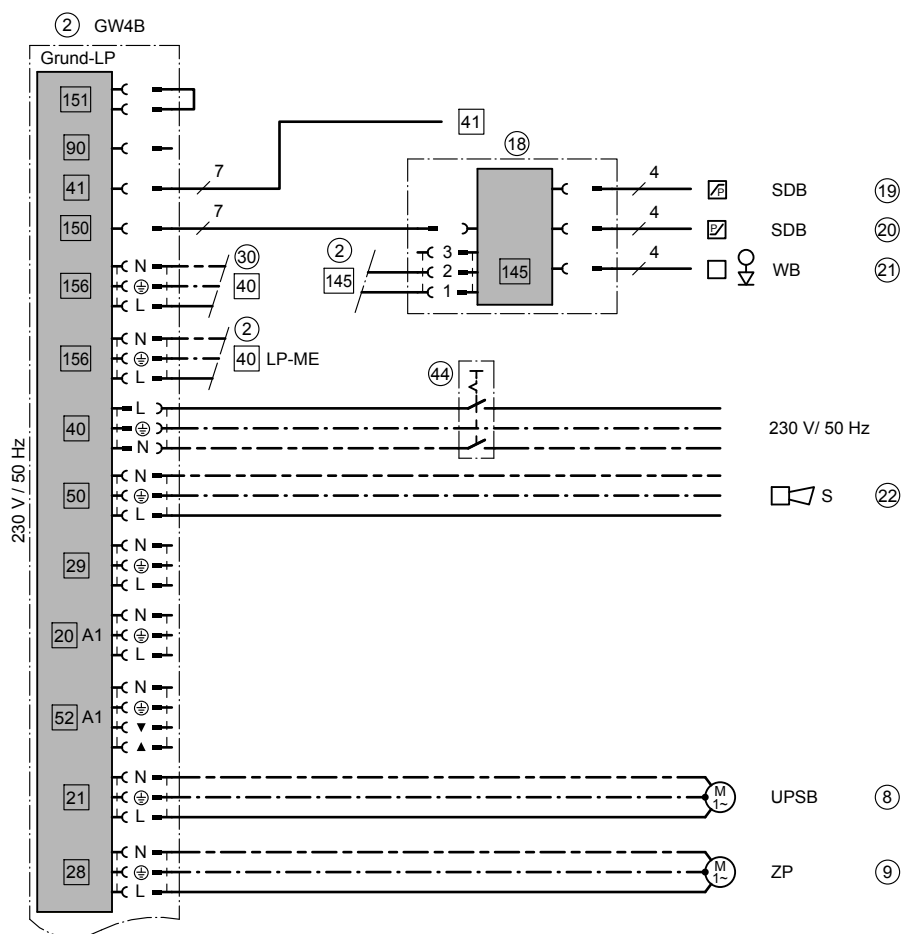 2 GW4B
Grund-LP
151
90
41 7 41
18
150 7
4 P SDB 19
4 P SDB 20
4 WB 21
2
145
3
2
1
145
156 N 30
40
L
156 N 2
40 LP-ME
L
44
40 L
N
230 V/ 50 Hz
230 V / 50 Hz
50 N
L
S 22
29 N
L
20 A1 N
L
52 A1 N
▼
▲
21 N
L
M
1~
UPSB 8
28 N
L
M
1~
ZP 9